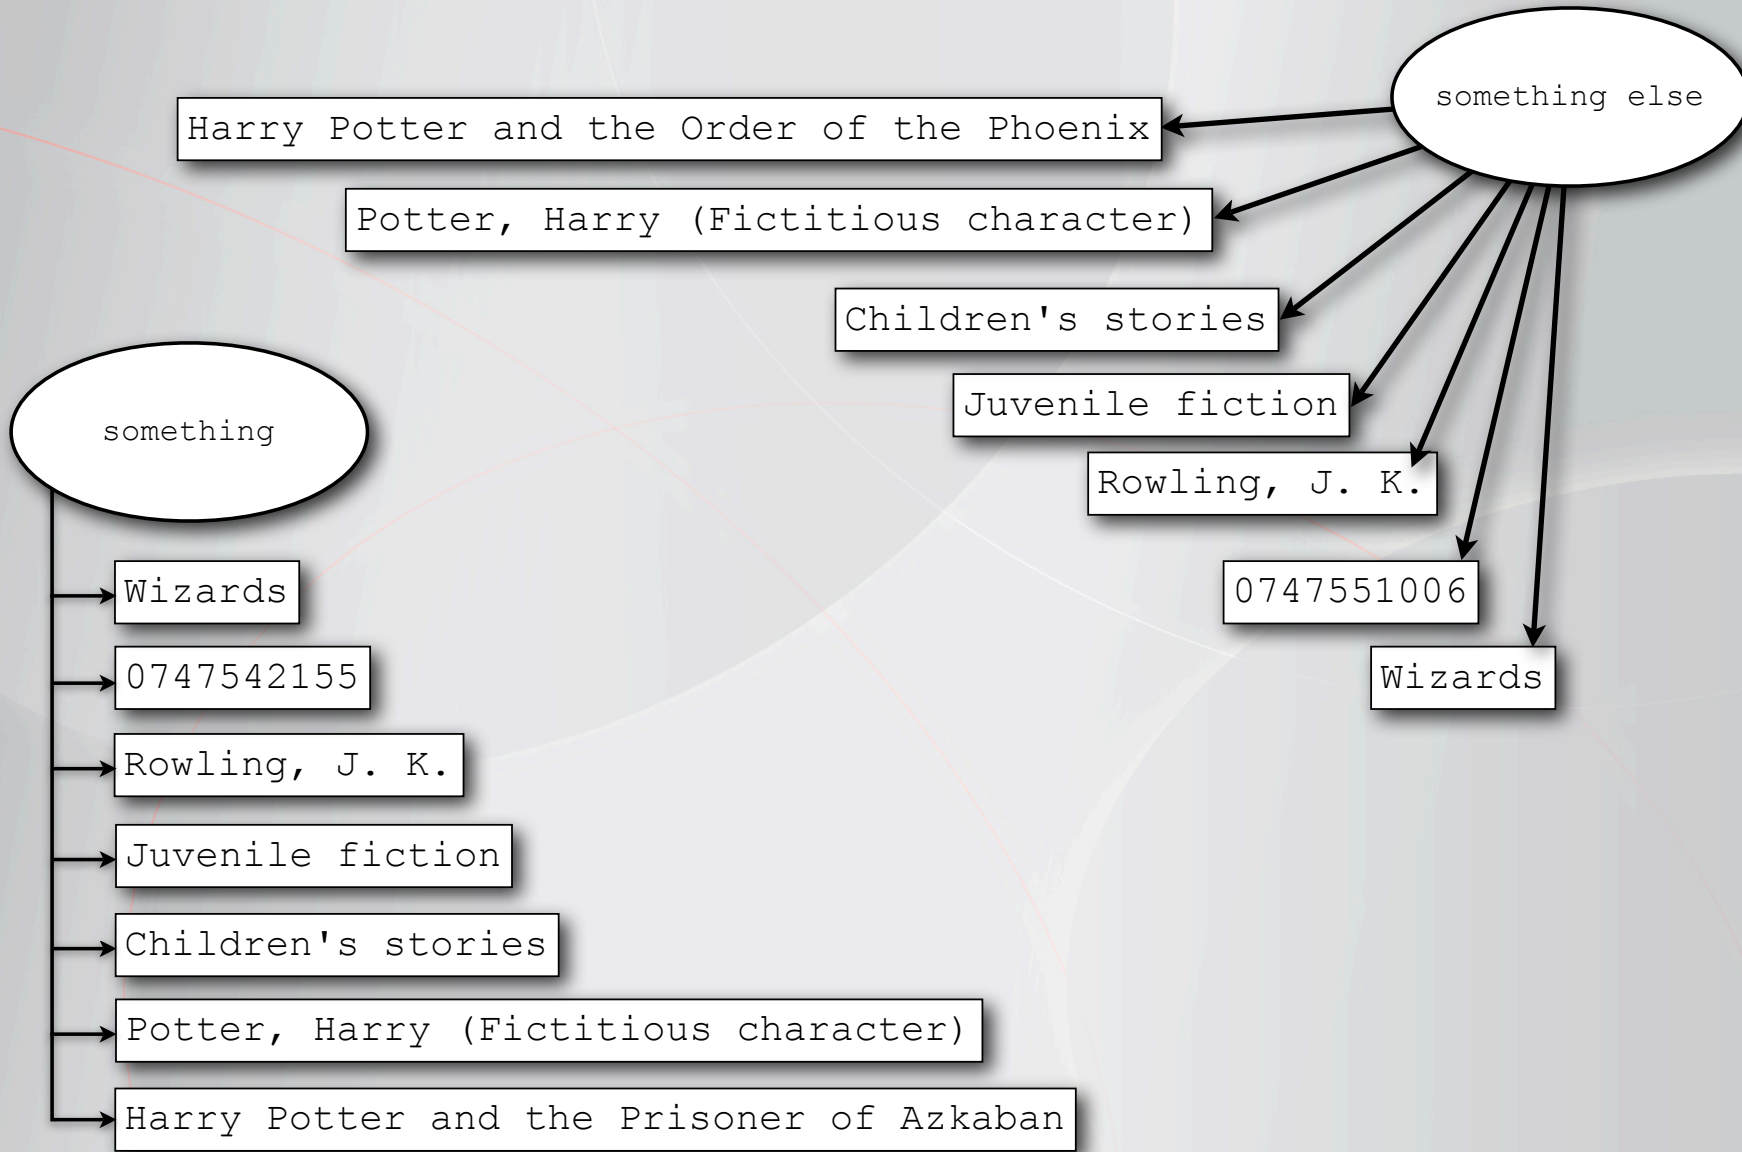 something else
Harry Potter and the Order of the Phoenix
Potter, Harry (Fictitious character)
Children's stories
Juvenile fiction
Rowling, J. K.
0747551006
Wizards
something
Wizards
0747542155
Rowling, J. K.
Juvenile fiction
Children's stories
Potter, Harry (Fictitious character)
Harry Potter and the Prisoner of Azkaban